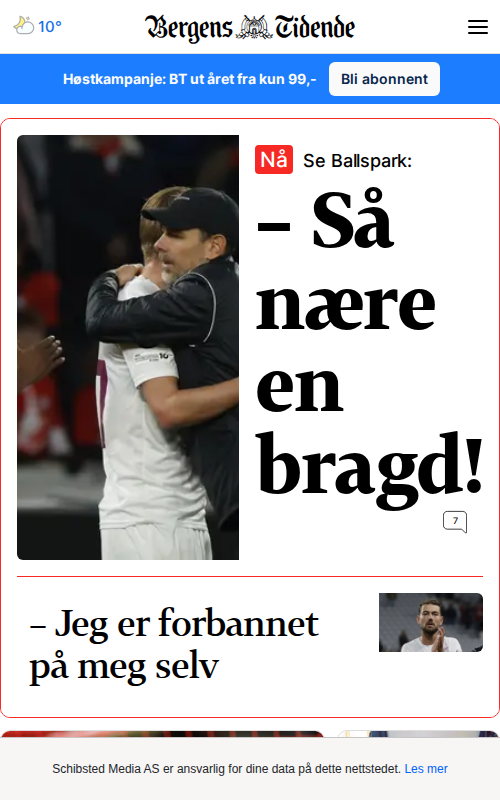 10°
Bergens Tidende
Høstkampanje: BT ut året fra kun 99,-
Bli abonnent
Nå
Se Ballspark:
– Så
nære
en
bragd!
7
– Jeg er forbannet
på meg selv
Schibsted Media AS er ansvarlig for dine data på dette nettstedet. Les mer